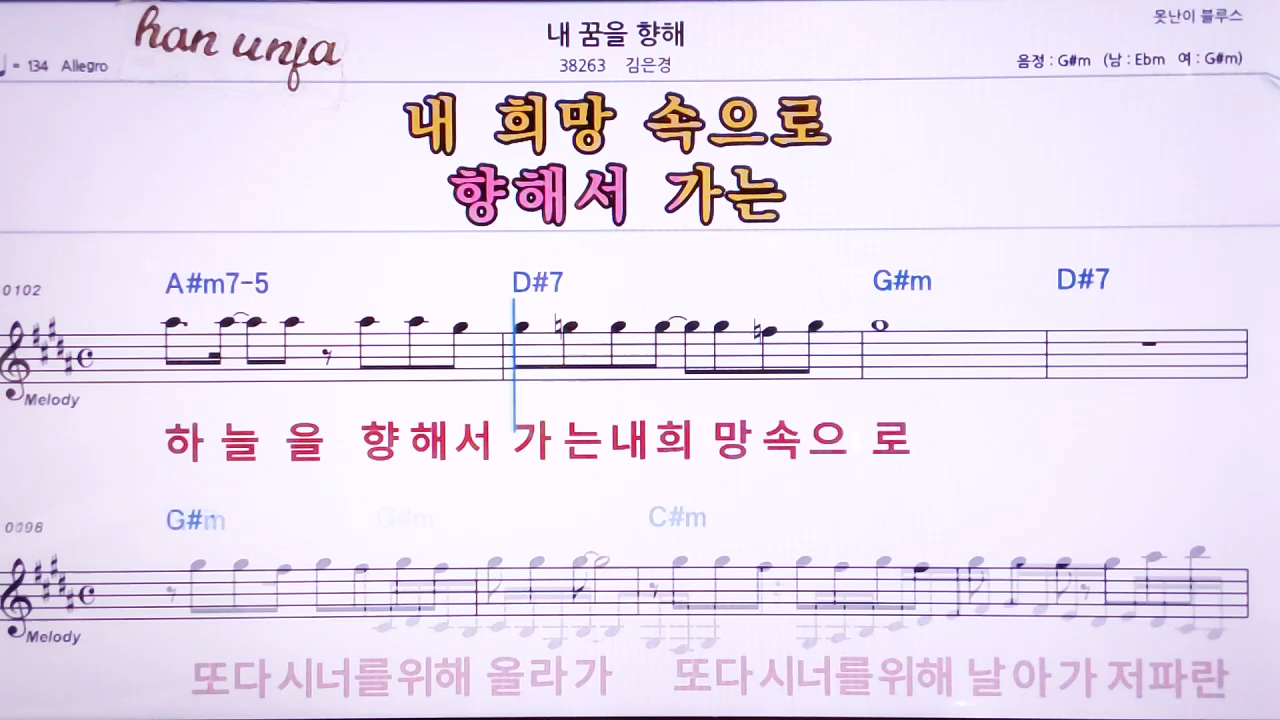 han unfa
내 꿈을 향해
못난이 블루스
♩ = 134 Allegro
38263 김은경
음정 : G#m (남 : Ebm 여 : G#m)
내 희망 속으로
향해서 가는
0102
A#m7-5 D#7 G#m D#7
Melody
하 늘 을 향 해 서 가 는 내 희 망 속 으 로
0098
G#m G#m C#m
Melody
또다시너를위해 올라가 또다시너를위해 날아가 저파란